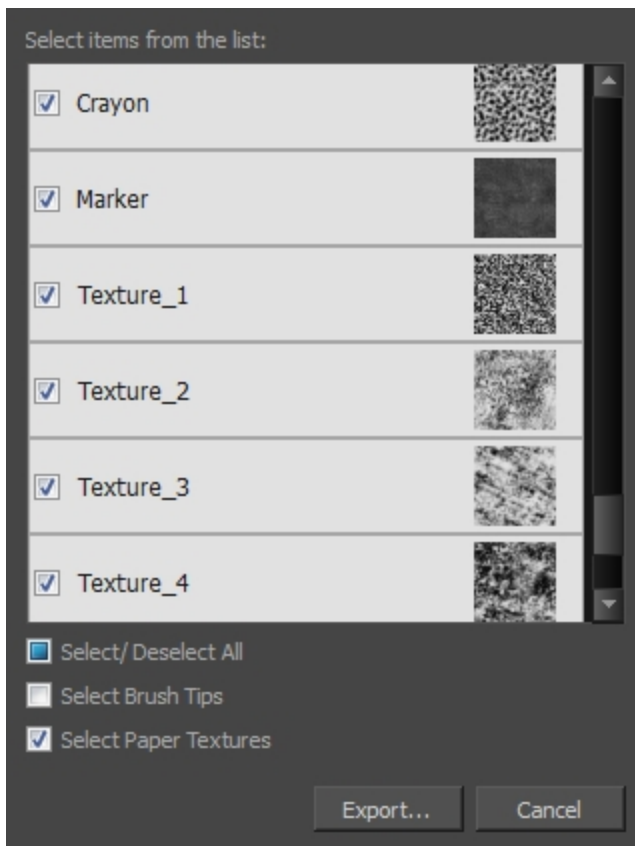 Select items from the list:
Crayon
Marker
Texture_1
Texture_2
Texture_3
Texture_4
Select/ Deselect All
Select Brush Tips
Select Paper Textures
Export... Cancel